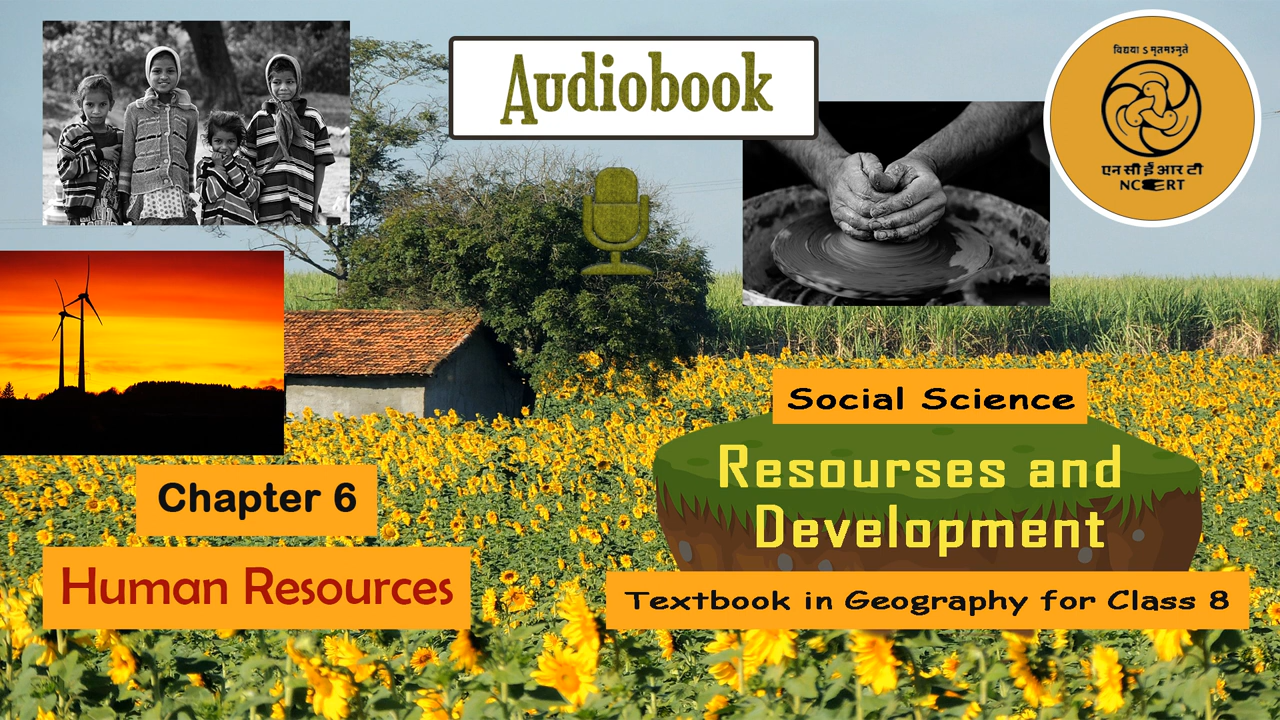 Audiobook
विद्यया ऽ मृतमश्नुते
एन सी ई आर टी
NCERT
Social Science
Resourses and
Development
Textbook in Geography for Class 8
Chapter 6
Human Resources